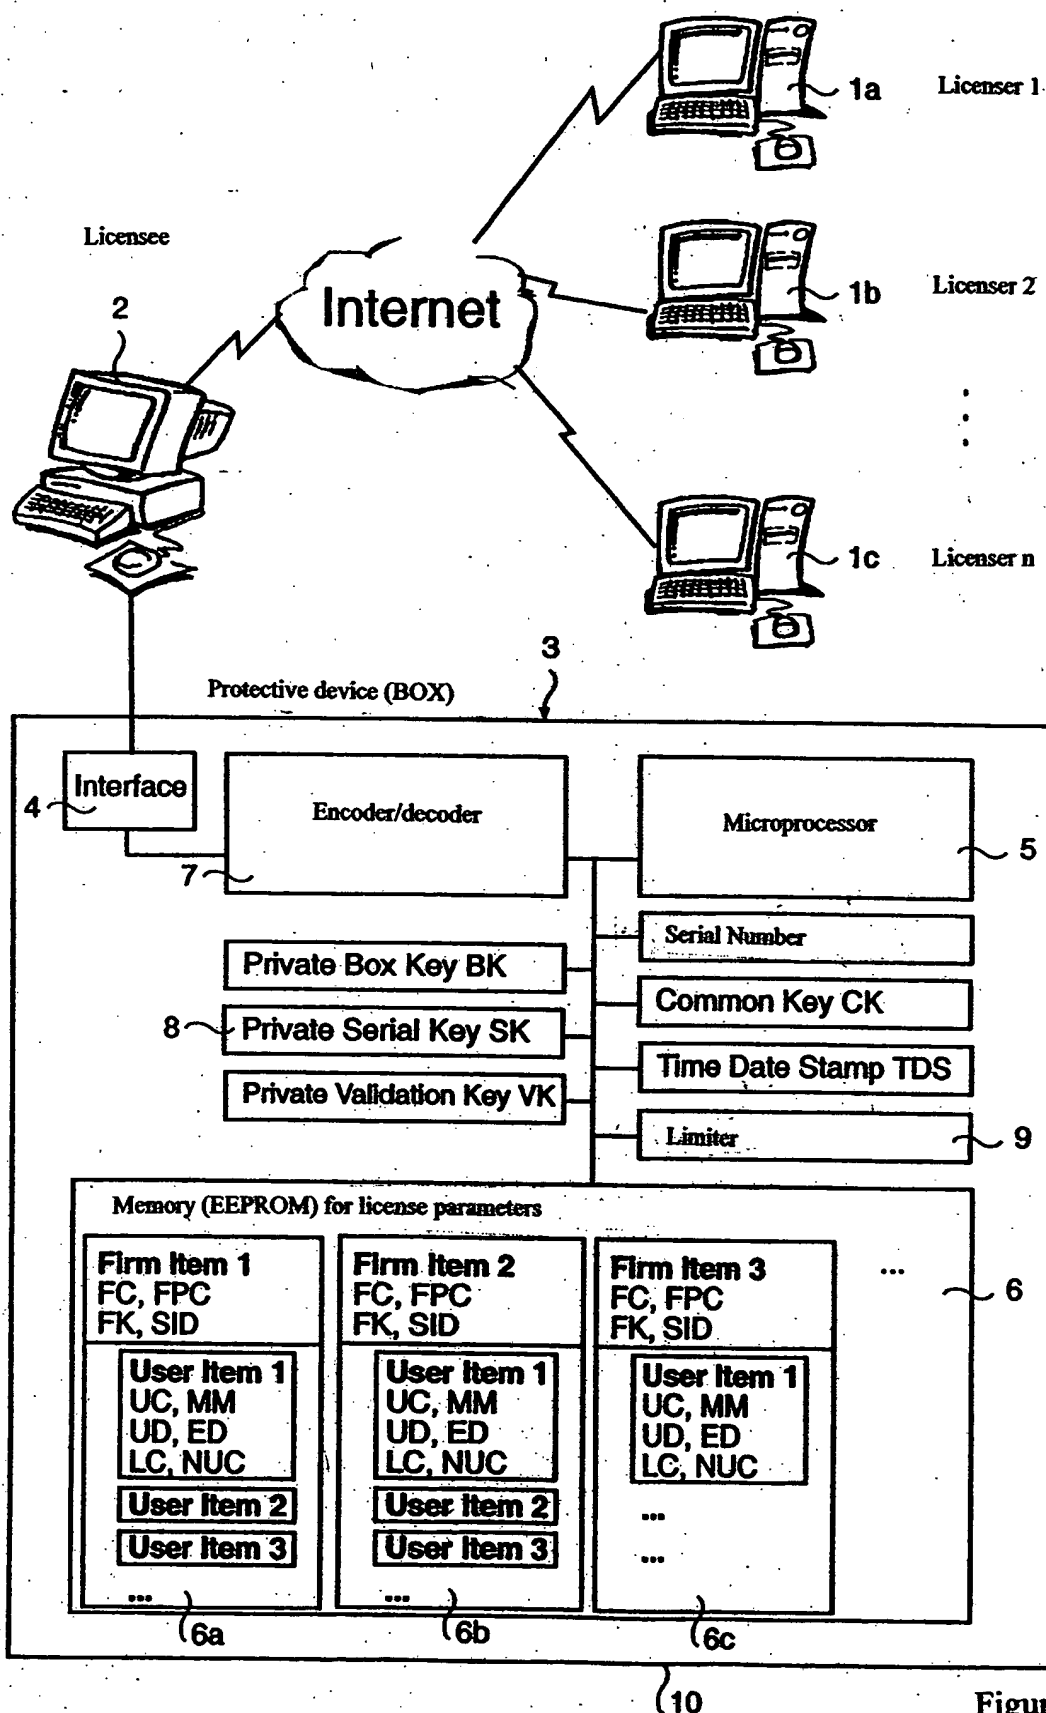 1a
Licenser 1
Licensee
Internet
1b
Licenser 2
2
1c
Licenser n
3
Protective device (BOX)
Interface
4
Encoder/decoder
7
Microprocessor
5
Serial Number
Private Box Key BK
Common Key CK
8
Private Serial Key SK
Time Date Stamp TDS
Private Validation Key VK
Limiter
9
Memory (EEPROM) for license parameters
Firm Item 1
FC, FPC
FK, SID
User Item 1
UC, MM
UD, ED
LC, NUC
User Item 2
User Item 3
...
6a
Firm Item 2
FC, FPC
FK, SID
User Item 1
UC, MM
UD, ED
LC, NUC
User Item 2
User Item 3
...
6b
Firm Item 3
FC, FPC
FK, SID
User Item 1
UC, MM
UD, ED
LC, NUC
...
...
6c
...
6
10
Figur